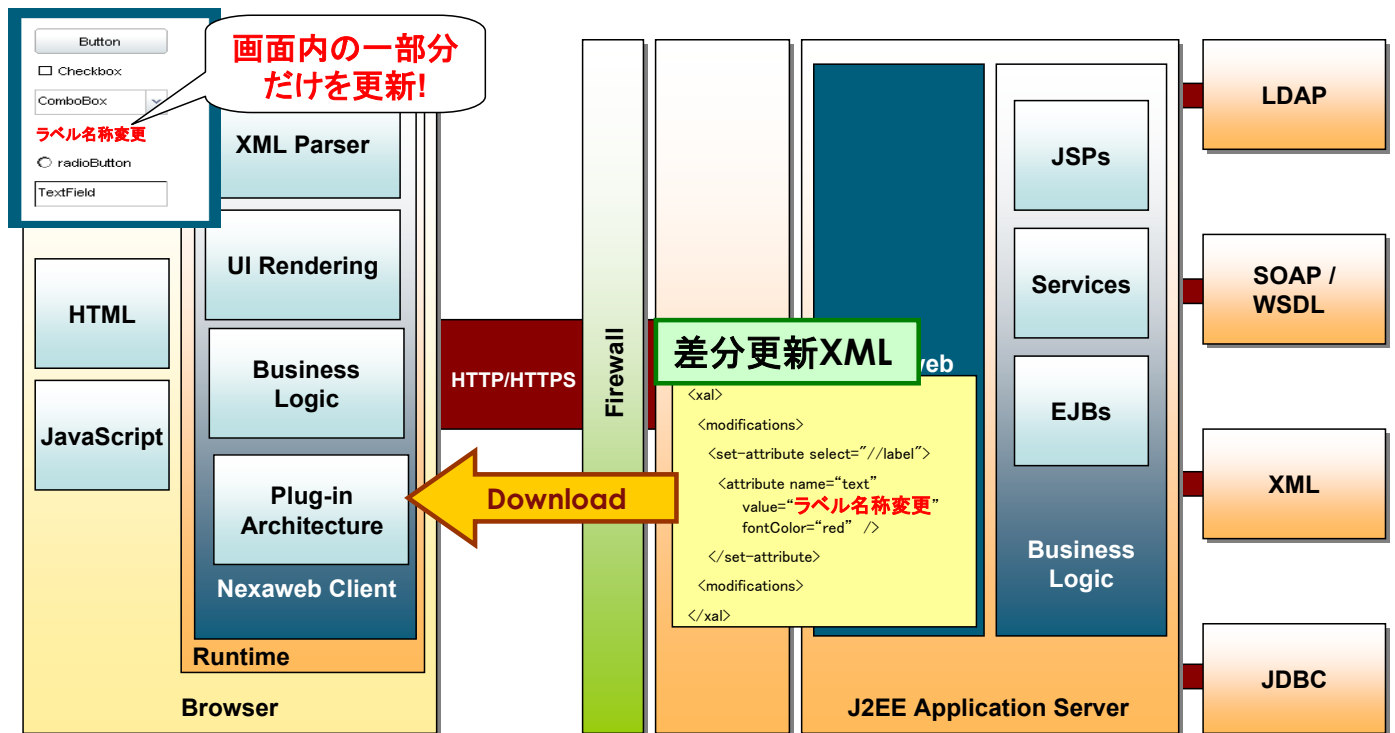 Button
Checkbox
ComboBox
ラベル名称変更
radioButton
TextField
画面内の一部分
だけを更新!
XML Parser
UI Rendering
Business
Logic
Plug-in
Architecture
Nexaweb Client
Runtime
HTML
JavaScript
Browser
HTTP/HTTPS
Firewall
Download
差分更新XML
web
<xal>
<modifications>
<set-attribute select="//label">
<attribute name="text"
value="ラベル名称変更"
fontColor="red" />
</set-attribute>
<modifications>
</xal>
JSPs
Services
EJBs
Business
Logic
J2EE Application Server
LDAP
SOAP /
WSDL
XML
JDBC